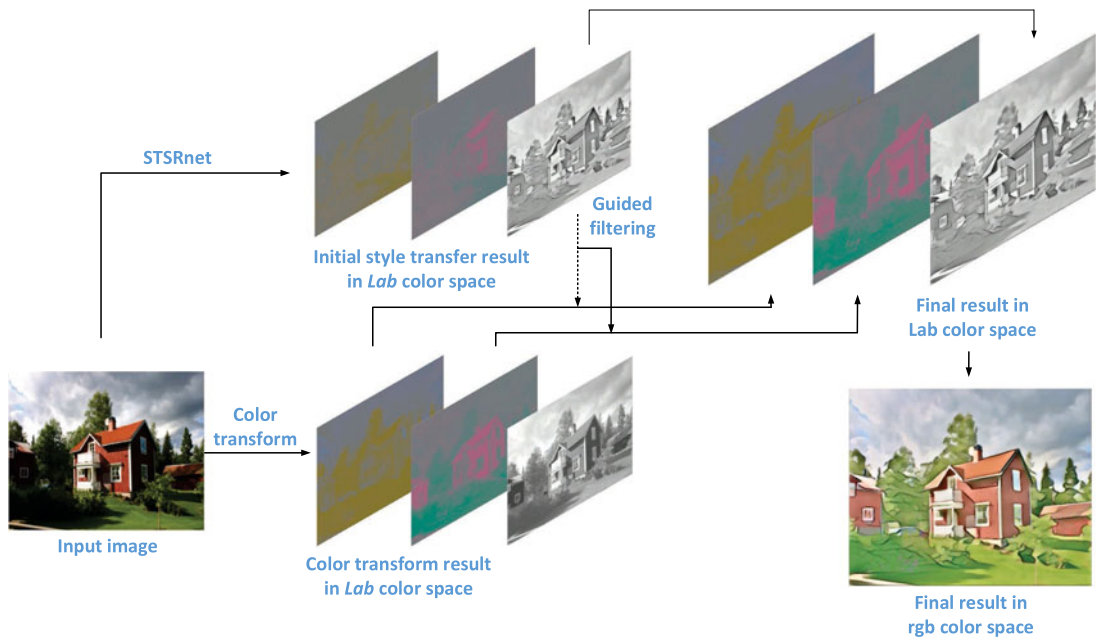 STSRnet
Guided
filtering
Initial style transfer result
in Lab color space
Final result in
Lab color space
Color
transform
Input image
Color transform result
in Lab color space
Final result in
rgb color space